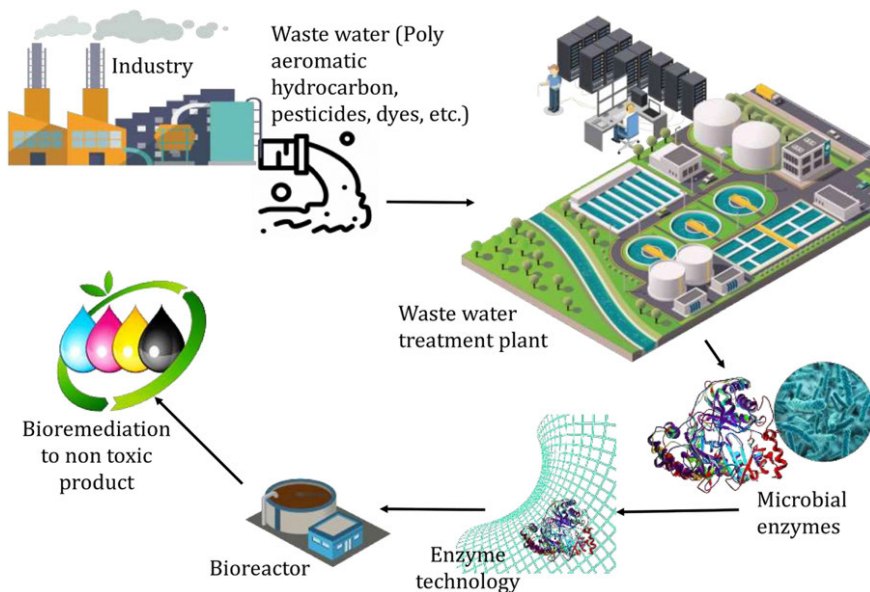 Industry
Waste water (Poly
aeromatic
hydrocarbon,
pesticides, dyes, etc.)
Waste water
treatment plant
Microbial
enzymes
Enzyme
technology
Bioreactor
Bioremediation
to non toxic
product